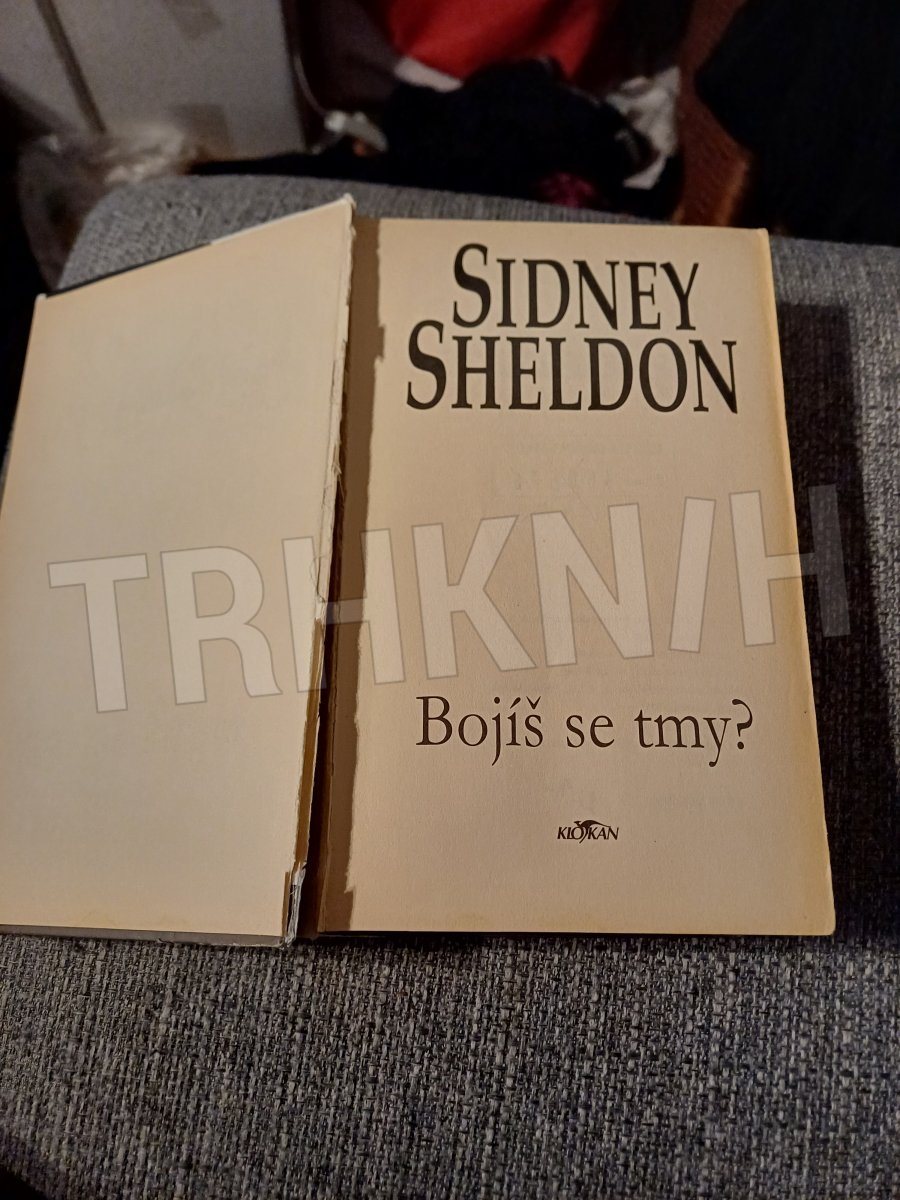 SIDNEY
SHELDON
TRHKNIH
Bojíš se tmy?
KLOKAN